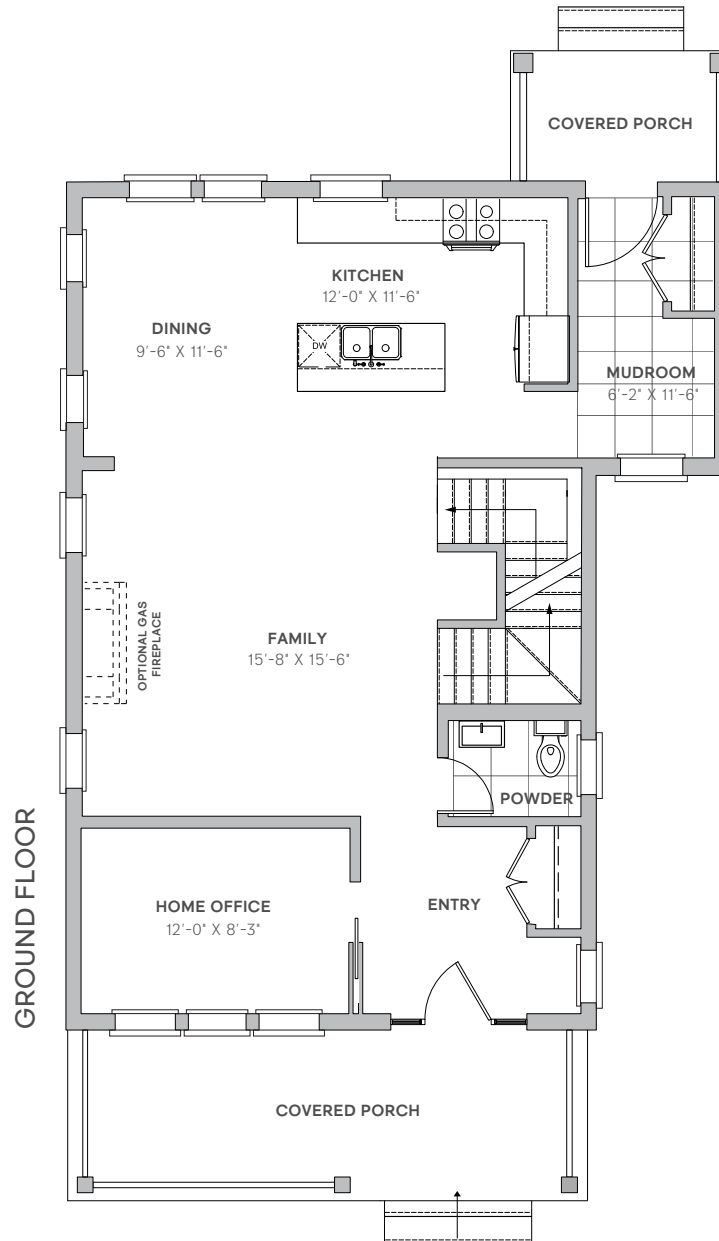 COVERED PORCH
KITCHEN
12'-0" X 11'-6"
DINING
9'-6" X 11'-6"
DW
MUDROOM
6'-2" X 11'-6"
OPTIONAL GAS
FIREPLACE
FAMILY
15'-8" X 15'-6"
POWDER
GROUND FLOOR
HOME OFFICE
12'-0" X 8'-3"
ENTRY
COVERED PORCH